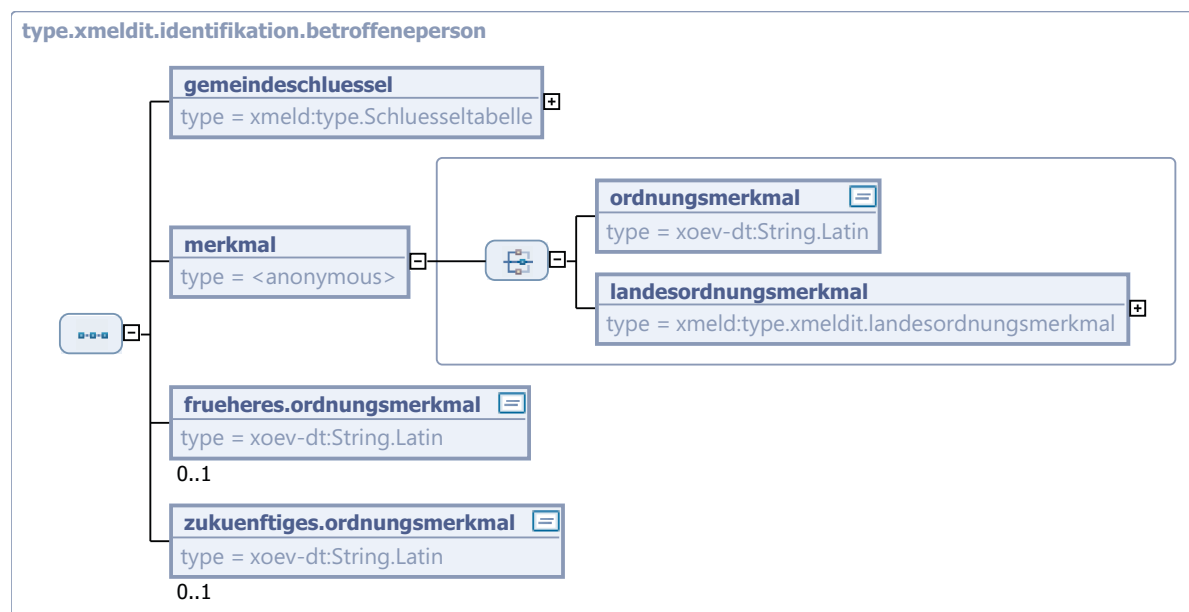 type.xmeldit.identifikation.betroffeneperson
gemeindeschluessel
type = xmeld:type.Schluesseltabelle
merkmal
type = <anonymous>
ordnungsmerkmal
type = xoev-dt:String.Latin
landesordnungsmerkmal
type = xmeld:type.xmeldit.landesordnungsmerkmal
frueheres.ordnungsmerkmal
type = xoev-dt:String.Latin
0..1
zukuenftiges.ordnungsmerkmal
type = xoev-dt:String.Latin
0..1